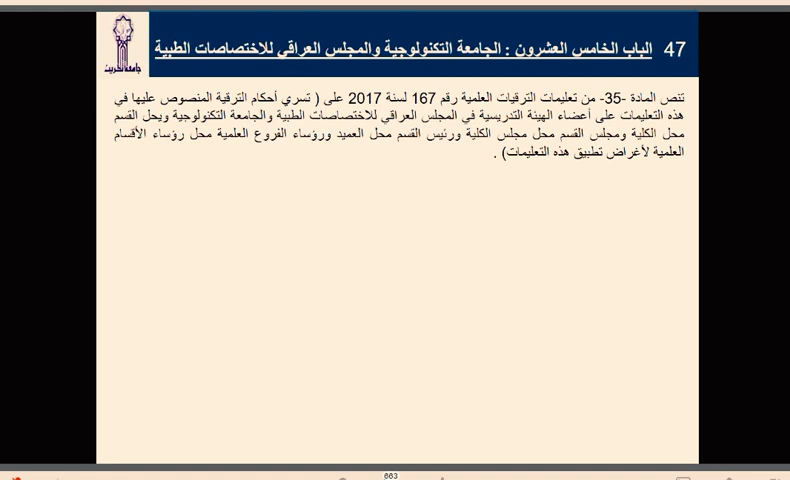 47 الباب الخامس العشرون : الجامعة التكنولوجية والمجلس العراقي للاختصاصات الطبية
جامعة تكريت
تنص المادة -35- من تعليمات الترقيات العلمية رقم 167 لسنة 2017 على ( تسري أحكام الترقية المنصوص عليها في
هذه التعليمات على أعضاء الهيئة التدريسية في المجلس العراقي للاختصاصات الطبية والجامعة التكنولوجية ويحل القسم
محل الكلية ومجلس القسم محل مجلس الكلية ورئيس القسم محل العميد ورؤساء الفروع العلمية محل رؤساء الأقسام
العلمية لأغراض تطبيق هذه التعليمات) .
663